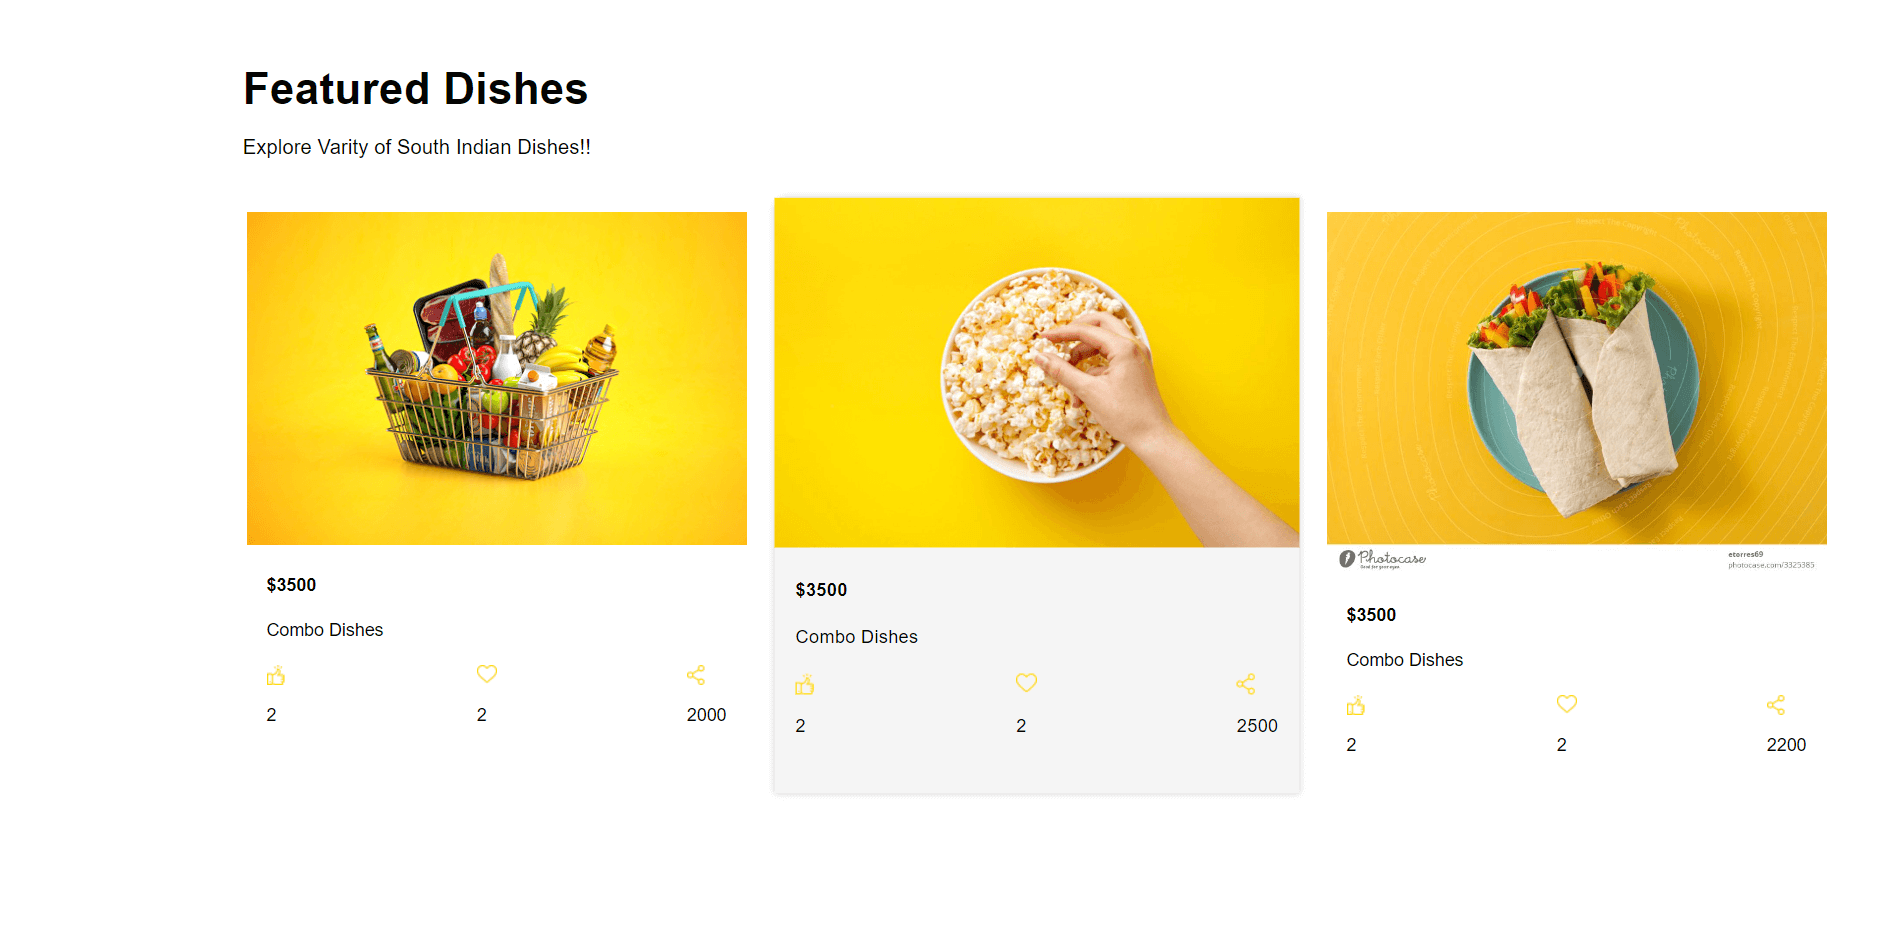 Featured Dishes
Explore Varity of South Indian Dishes!!
$3500
Combo Dishes
2 2 2000
$3500
Combo Dishes
2 2 2500
Photocase
etorres69
photocase.com/3325385
$3500
Combo Dishes
2 2 2200